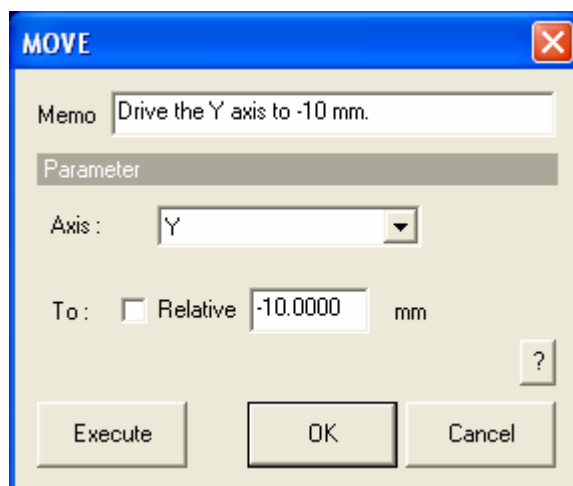 MOVE
Memo Drive the Y axis to -10 mm.
Parameter
Axis : Y
To : Relative -10.0000 mm
?
Execute OK Cancel